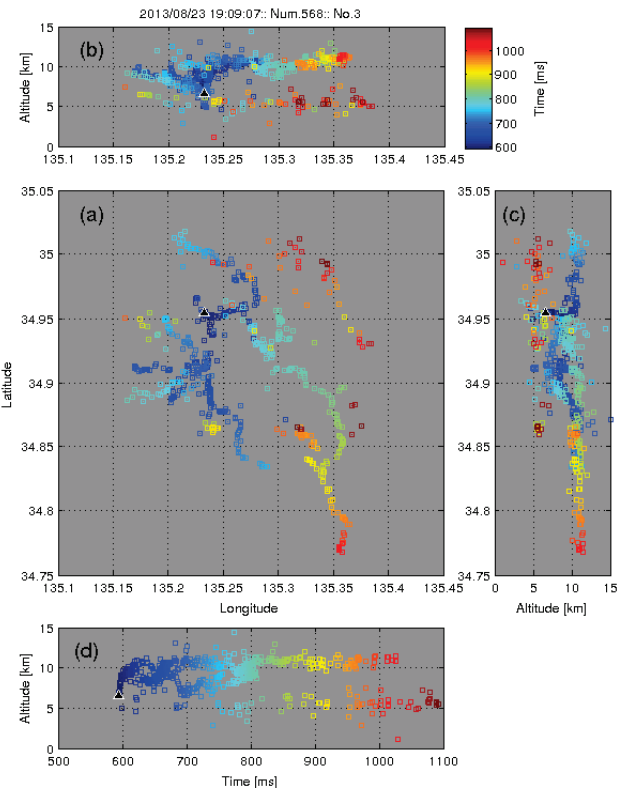 2013/08/23 19:09:07:: Num.568:: No.3
(b)
Altitude [km]
15
10
5
0
135.1 135.15 135.2 135.25 135.3 135.35 135.4 135.45
1000
900
800
700
600
Time [ms]
(a)
Latitude
35.05
35
34.95
34.9
34.85
34.8
34.75
135.1 135.15 135.2 135.25 135.3 135.35 135.4 135.45
Longitude
(c)
35.05
35
34.95
34.9
34.85
34.8
34.75
0 5 10 15
Altitude [km]
(d)
Altitude [km]
15
10
5
0
500 600 700 800 900 1000 1100
Time [ms]